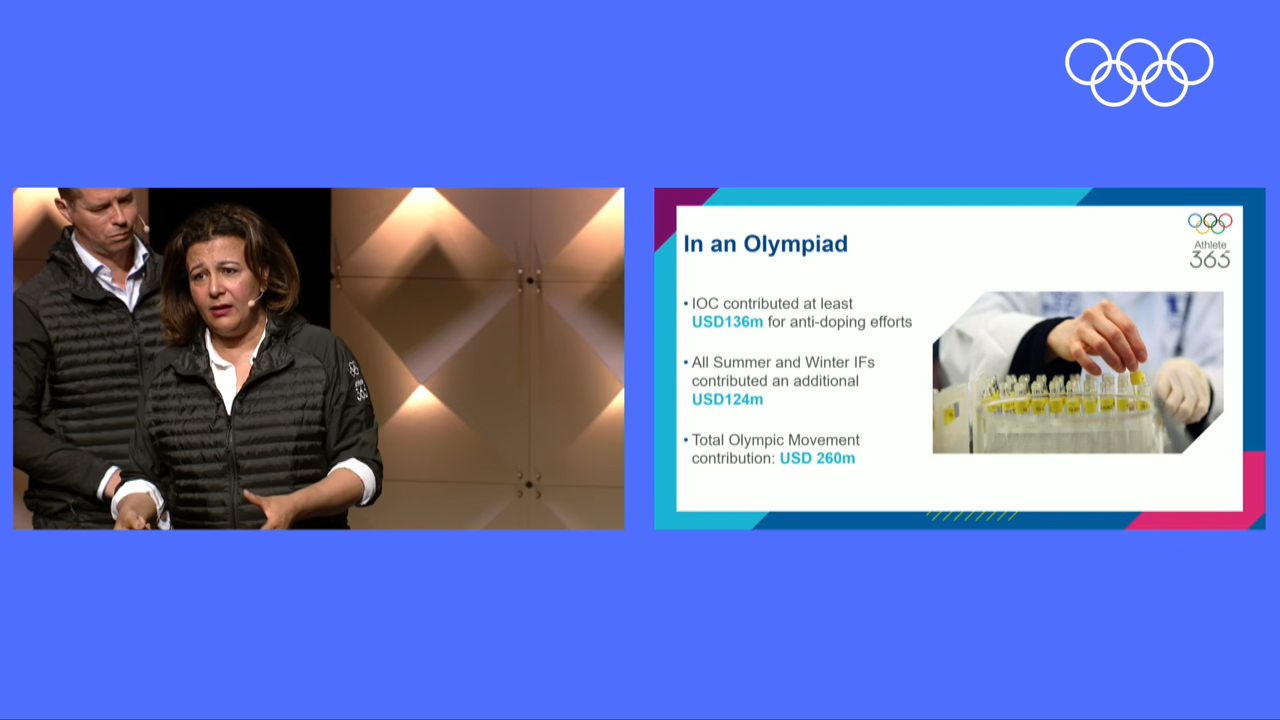 In an Olympiad
Athlete
365
• IOC contributed at least
USD136m for anti-doping efforts
• All Summer and Winter IFs
contributed an additional
USD124m
• Total Olympic Movement
contribution: USD 260m